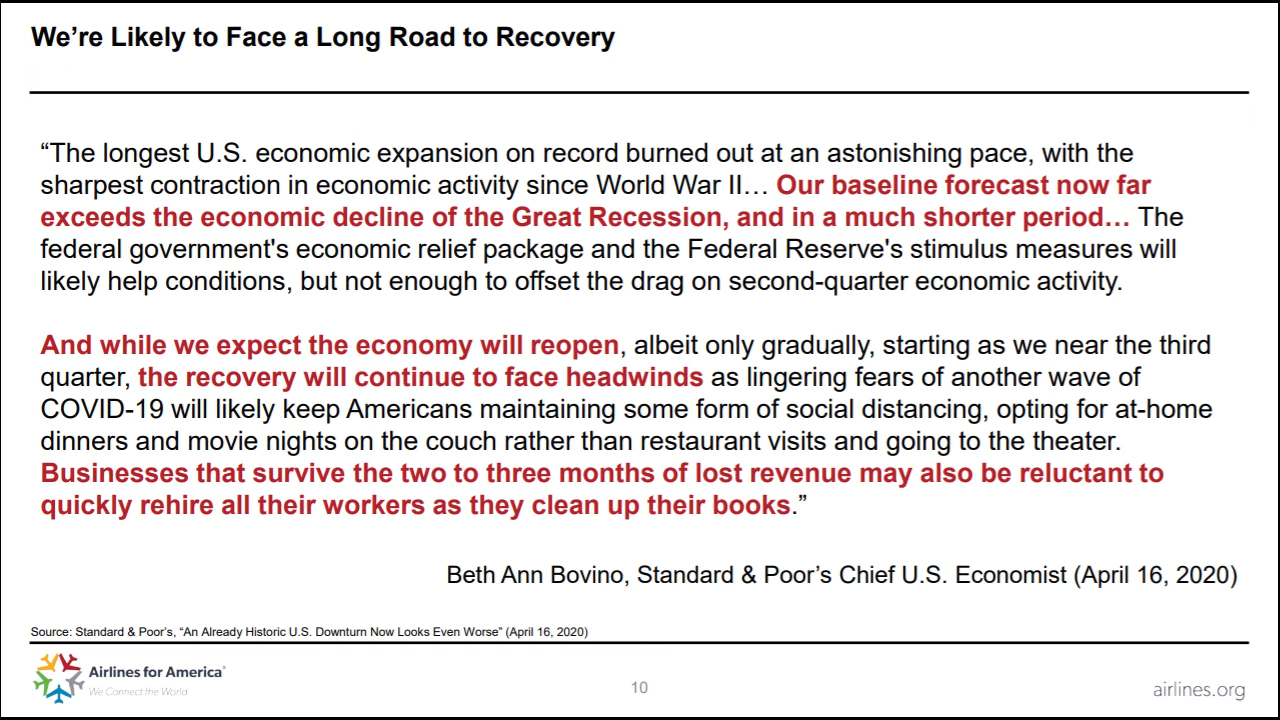 We’re Likely to Face a Long Road to Recovery
“The longest U.S. economic expansion on record burned out at an astonishing pace, with the
sharpest contraction in economic activity since World War II… Our baseline forecast now far
exceeds the economic decline of the Great Recession, and in a much shorter period… The
federal government's economic relief package and the Federal Reserve's stimulus measures will
likely help conditions, but not enough to offset the drag on second-quarter economic activity.
And while we expect the economy will reopen, albeit only gradually, starting as we near the third
quarter, the recovery will continue to face headwinds as lingering fears of another wave of
COVID-19 will likely keep Americans maintaining some form of social distancing, opting for at-home
dinners and movie nights on the couch rather than restaurant visits and going to the theater.
Businesses that survive the two to three months of lost revenue may also be reluctant to
quickly rehire all their workers as they clean up their books.”
Beth Ann Bovino, Standard & Poor’s Chief U.S. Economist (April 16, 2020)
Source: Standard & Poor’s, “An Already Historic U.S. Downturn Now Looks Even Worse” (April 16, 2020)
Airlines for America®
We Connect the World
10
airlines.org